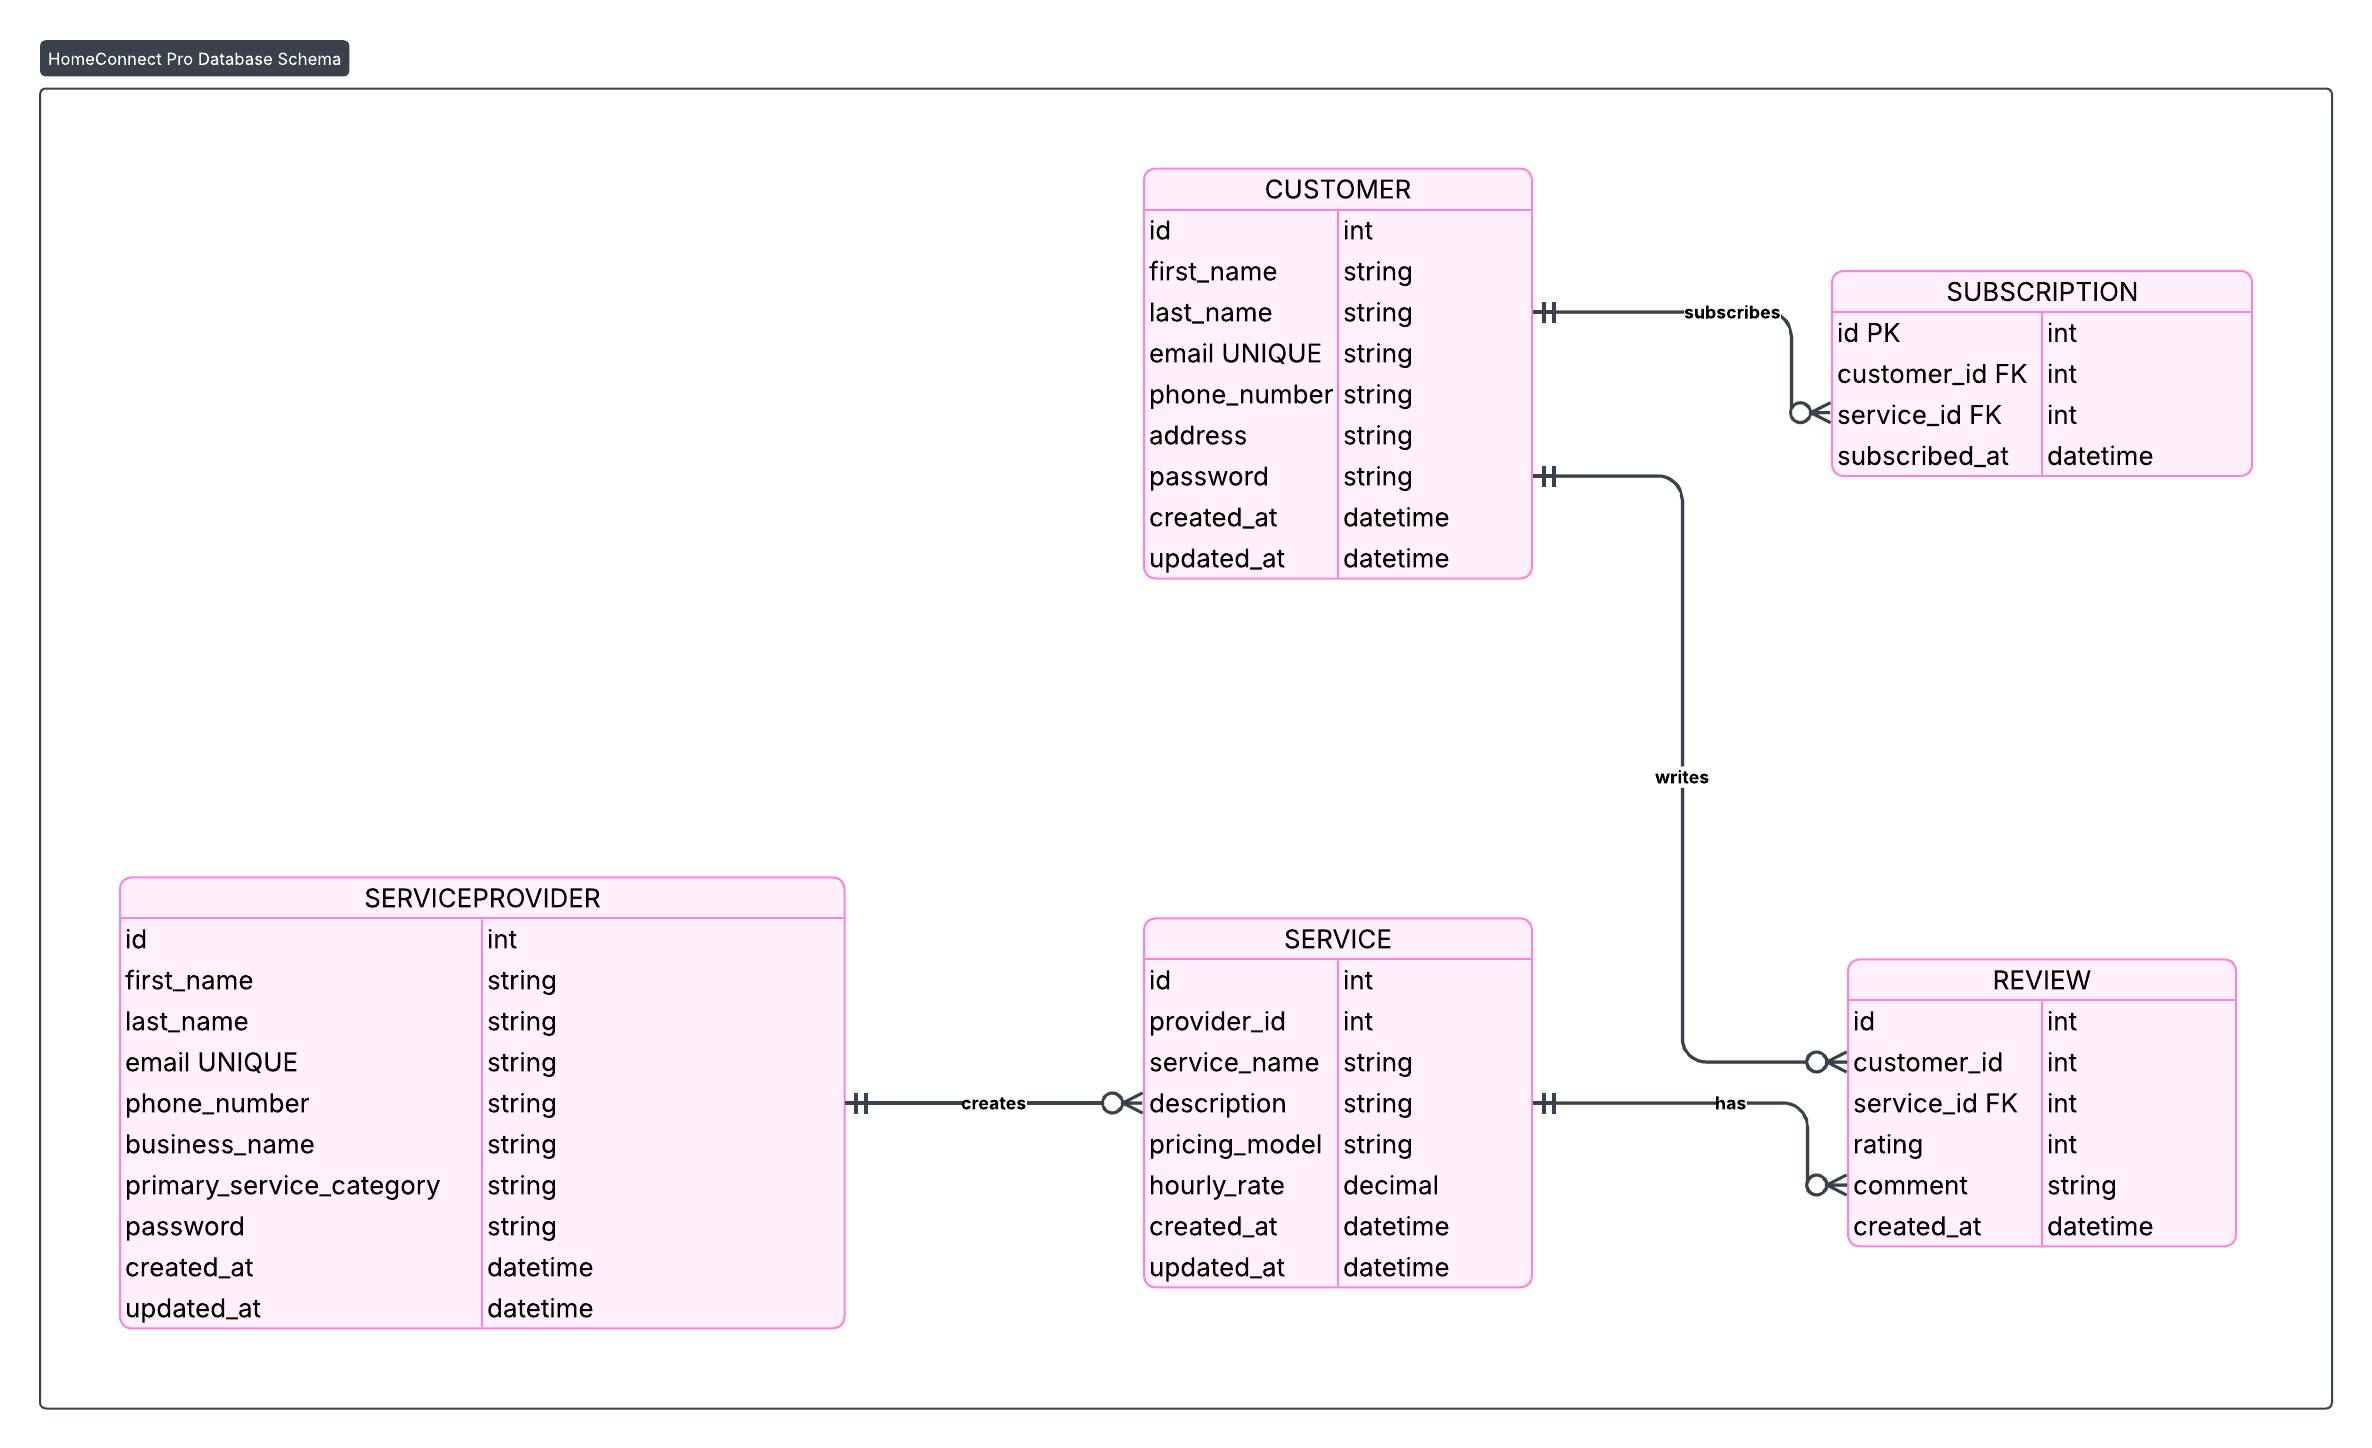 HomeConnect Pro Database Schema
CUSTOMER
id int
first_name string
last_name string
email UNIQUE string
phone_number string
address string
password string
created_at datetime
updated_at datetime
subscribes
SUBSCRIPTION
id PK int
customer_id FK int
service_id FK int
subscribed_at datetime
writes
SERVICEPROVIDER
id int
first_name string
last_name string
email UNIQUE string
phone_number string
business_name string
primary_service_category string
password string
created_at datetime
updated_at datetime
creates
SERVICE
id int
provider_id int
service_name string
description string
pricing_model string
hourly_rate decimal
created_at datetime
updated_at datetime
has
REVIEW
id int
customer_id int
service_id FK int
rating int
comment string
created_at datetime